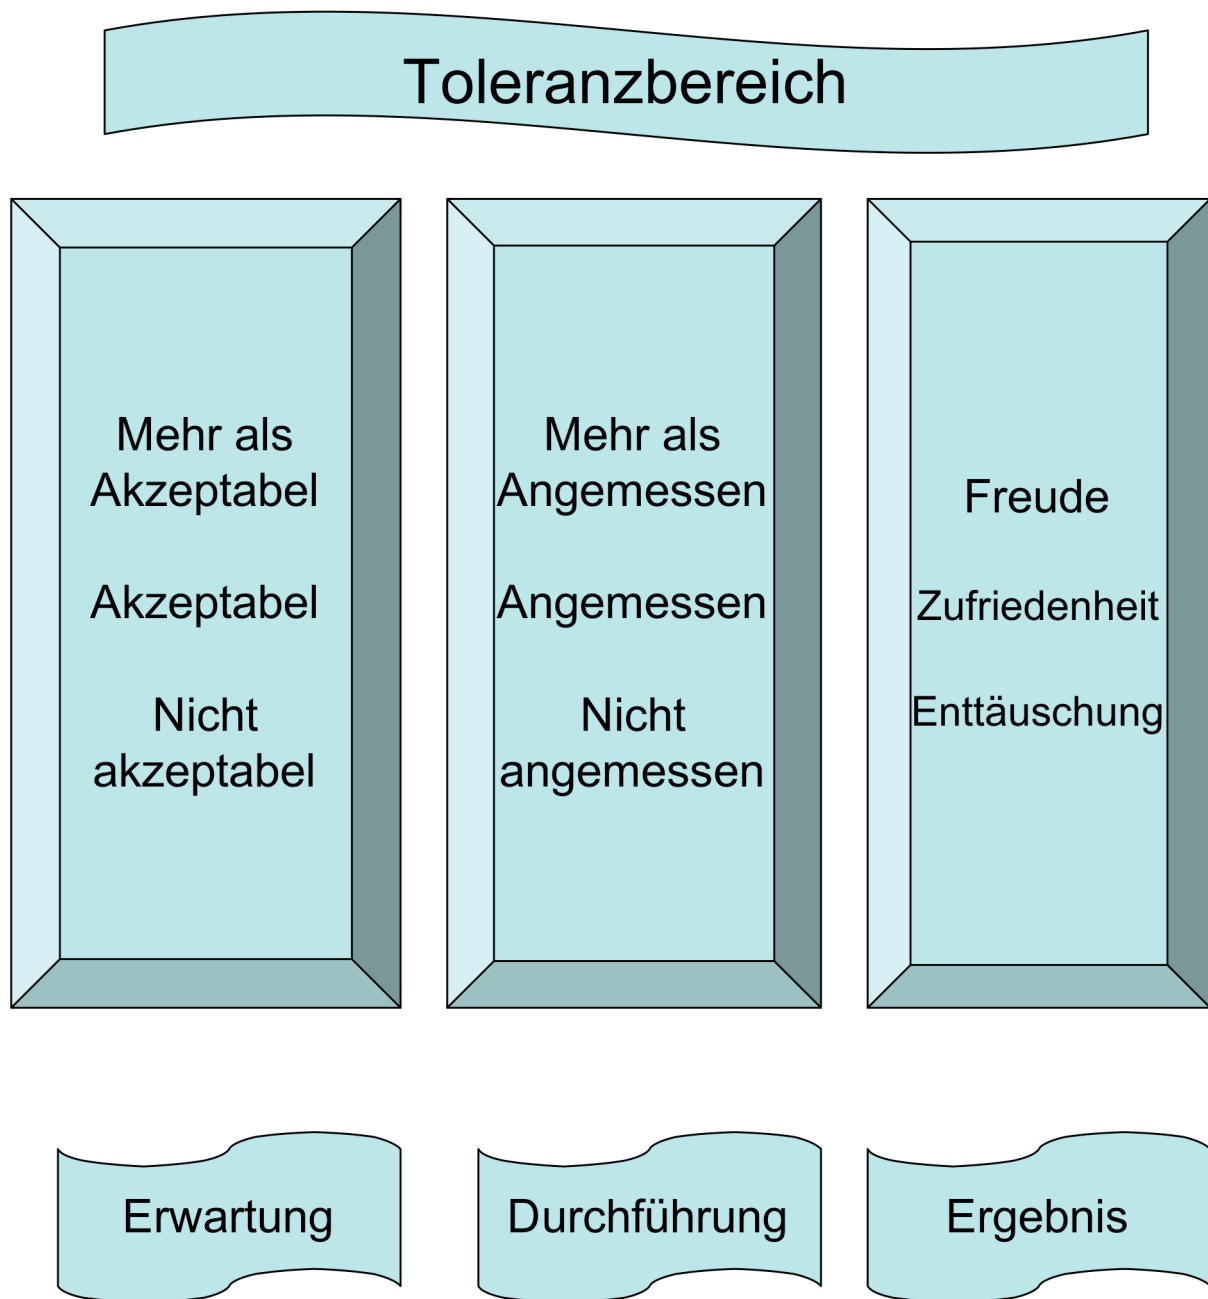 Toleranzbereich
Mehr als
Akzeptabel
Akzeptabel
Nicht
akzeptabel
Mehr als
Angemessen
Angemessen
Nicht
angemessen
Freude
Zufriedenheit
Enttäuschung
Erwartung
Durchführung
Ergebnis